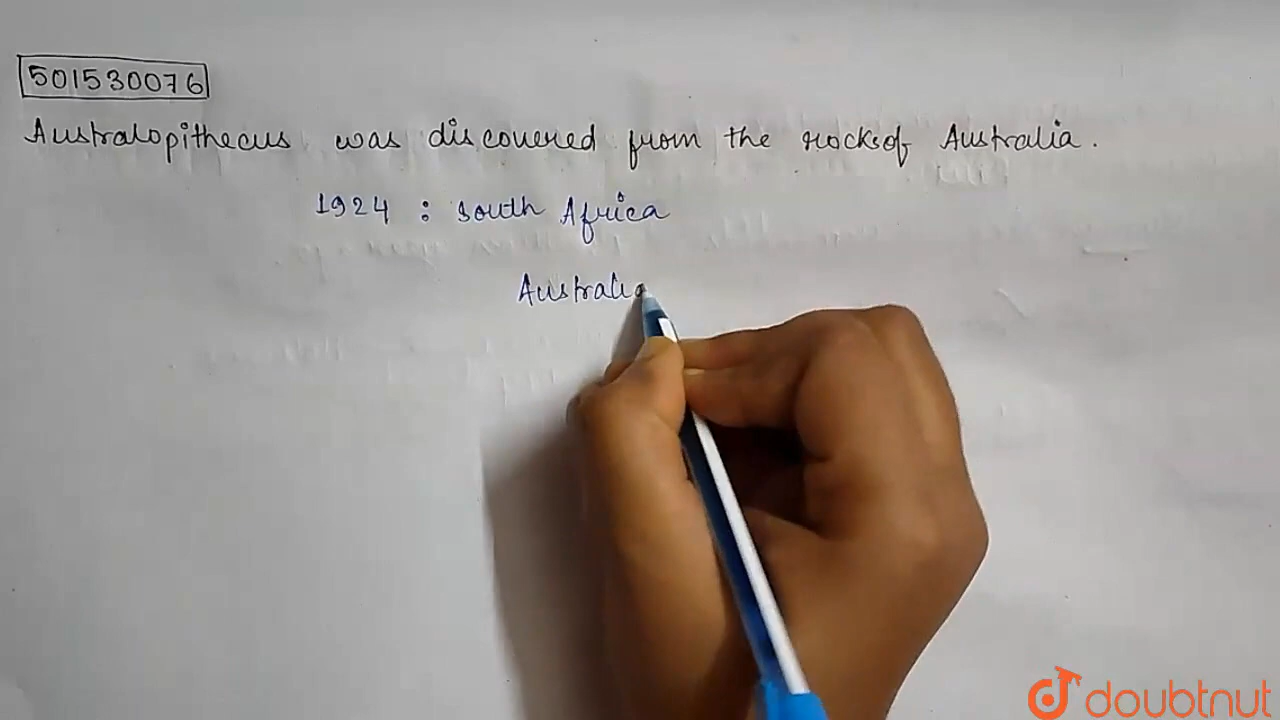 501530076
Australopithecus was discovered from the rocks of Australia.
1924 : South Africa
Australia
doubtnut